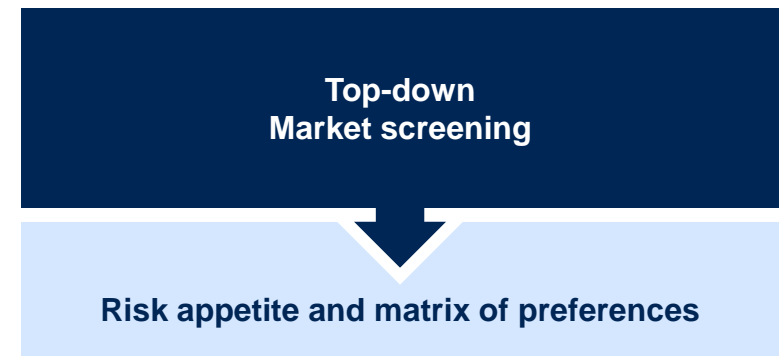 Top-down
Market screening
Risk appetite and matrix of preferences